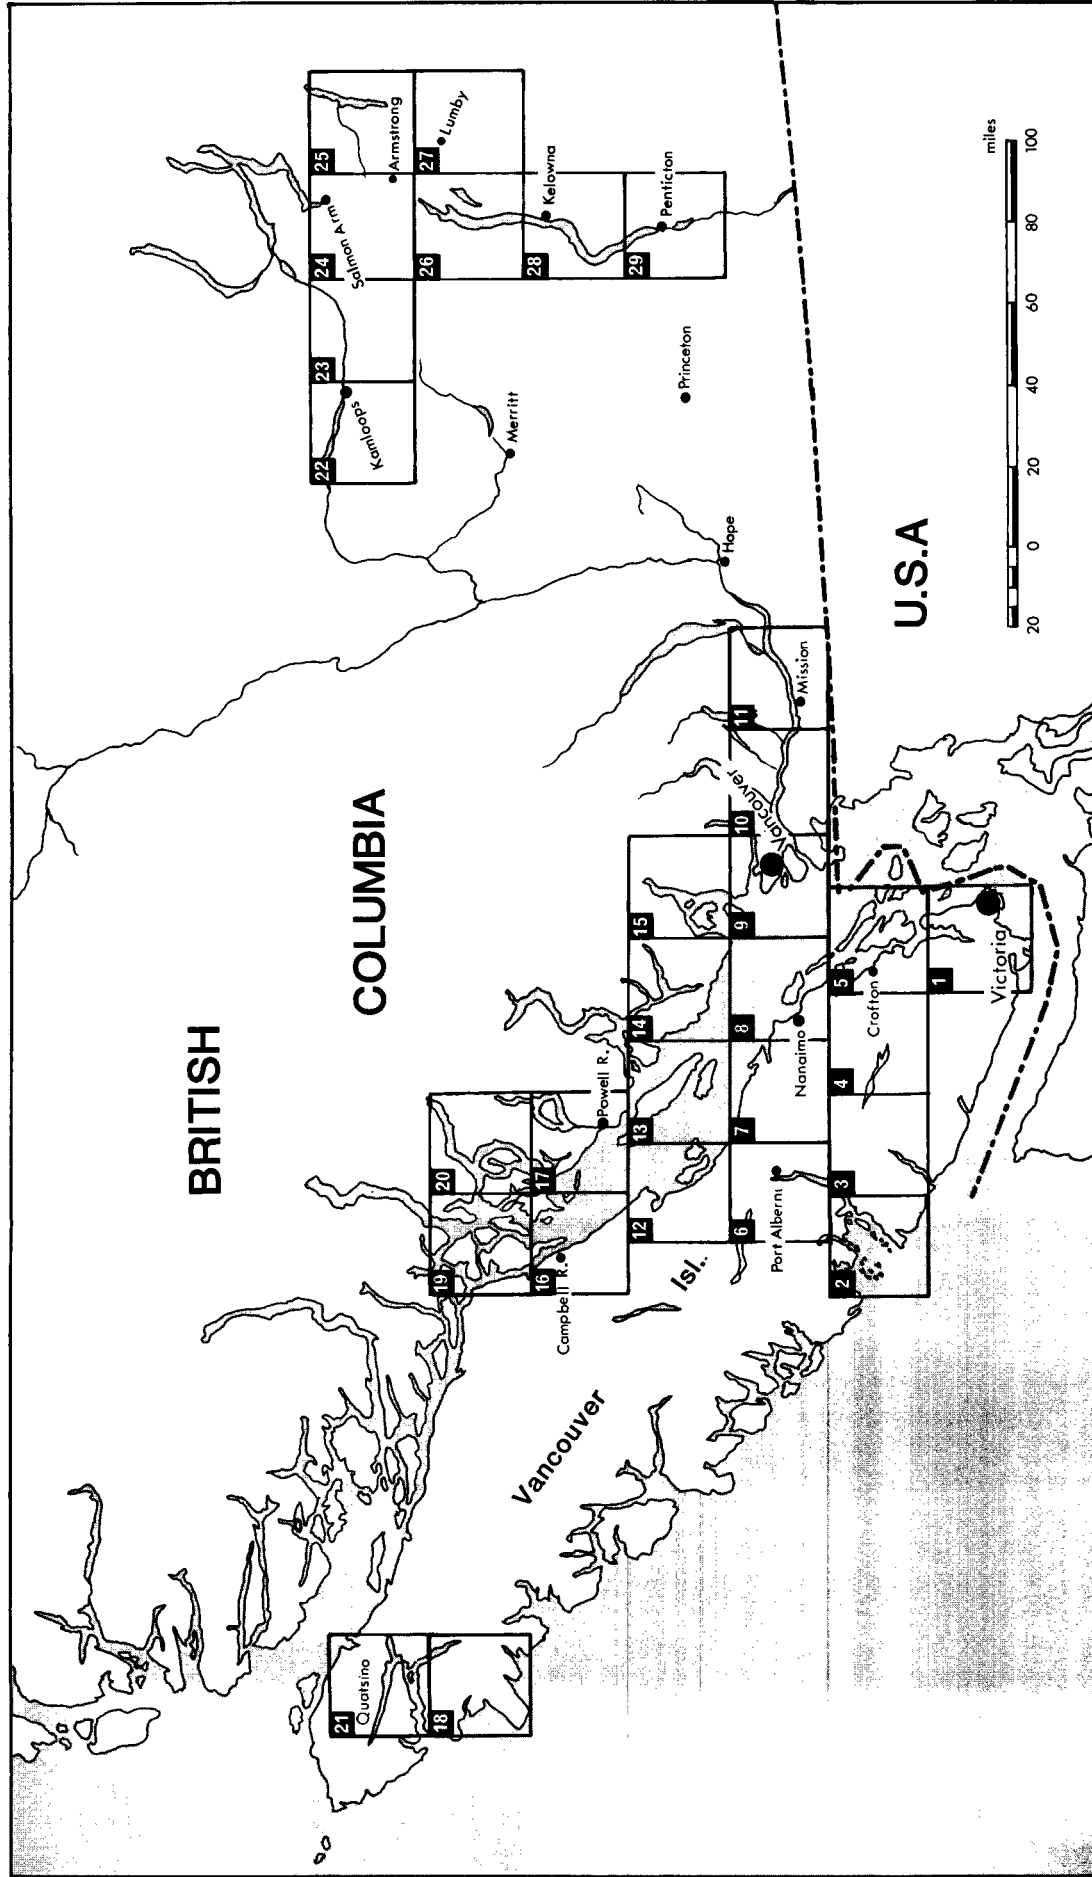 BRITISH
COLUMBIA
Vancouver
Isl.
U.S.A
21
Quatsino
18
22
Kamloops
23
24
Salmon Arm
25
Armstrong
26
27
Lumby
28
Kelowna
29
Penticton
Merritt
Princeton
Hope
19
20
16
Campbell R.
17
Powell R.
12
13
14
15
6
Port Alberni
7
8
Nanaimo
9
10
Vancouver
11
Mission
2
3
4
5
Crofton
1
Victoria
miles
20 0 20 40 60 80 100